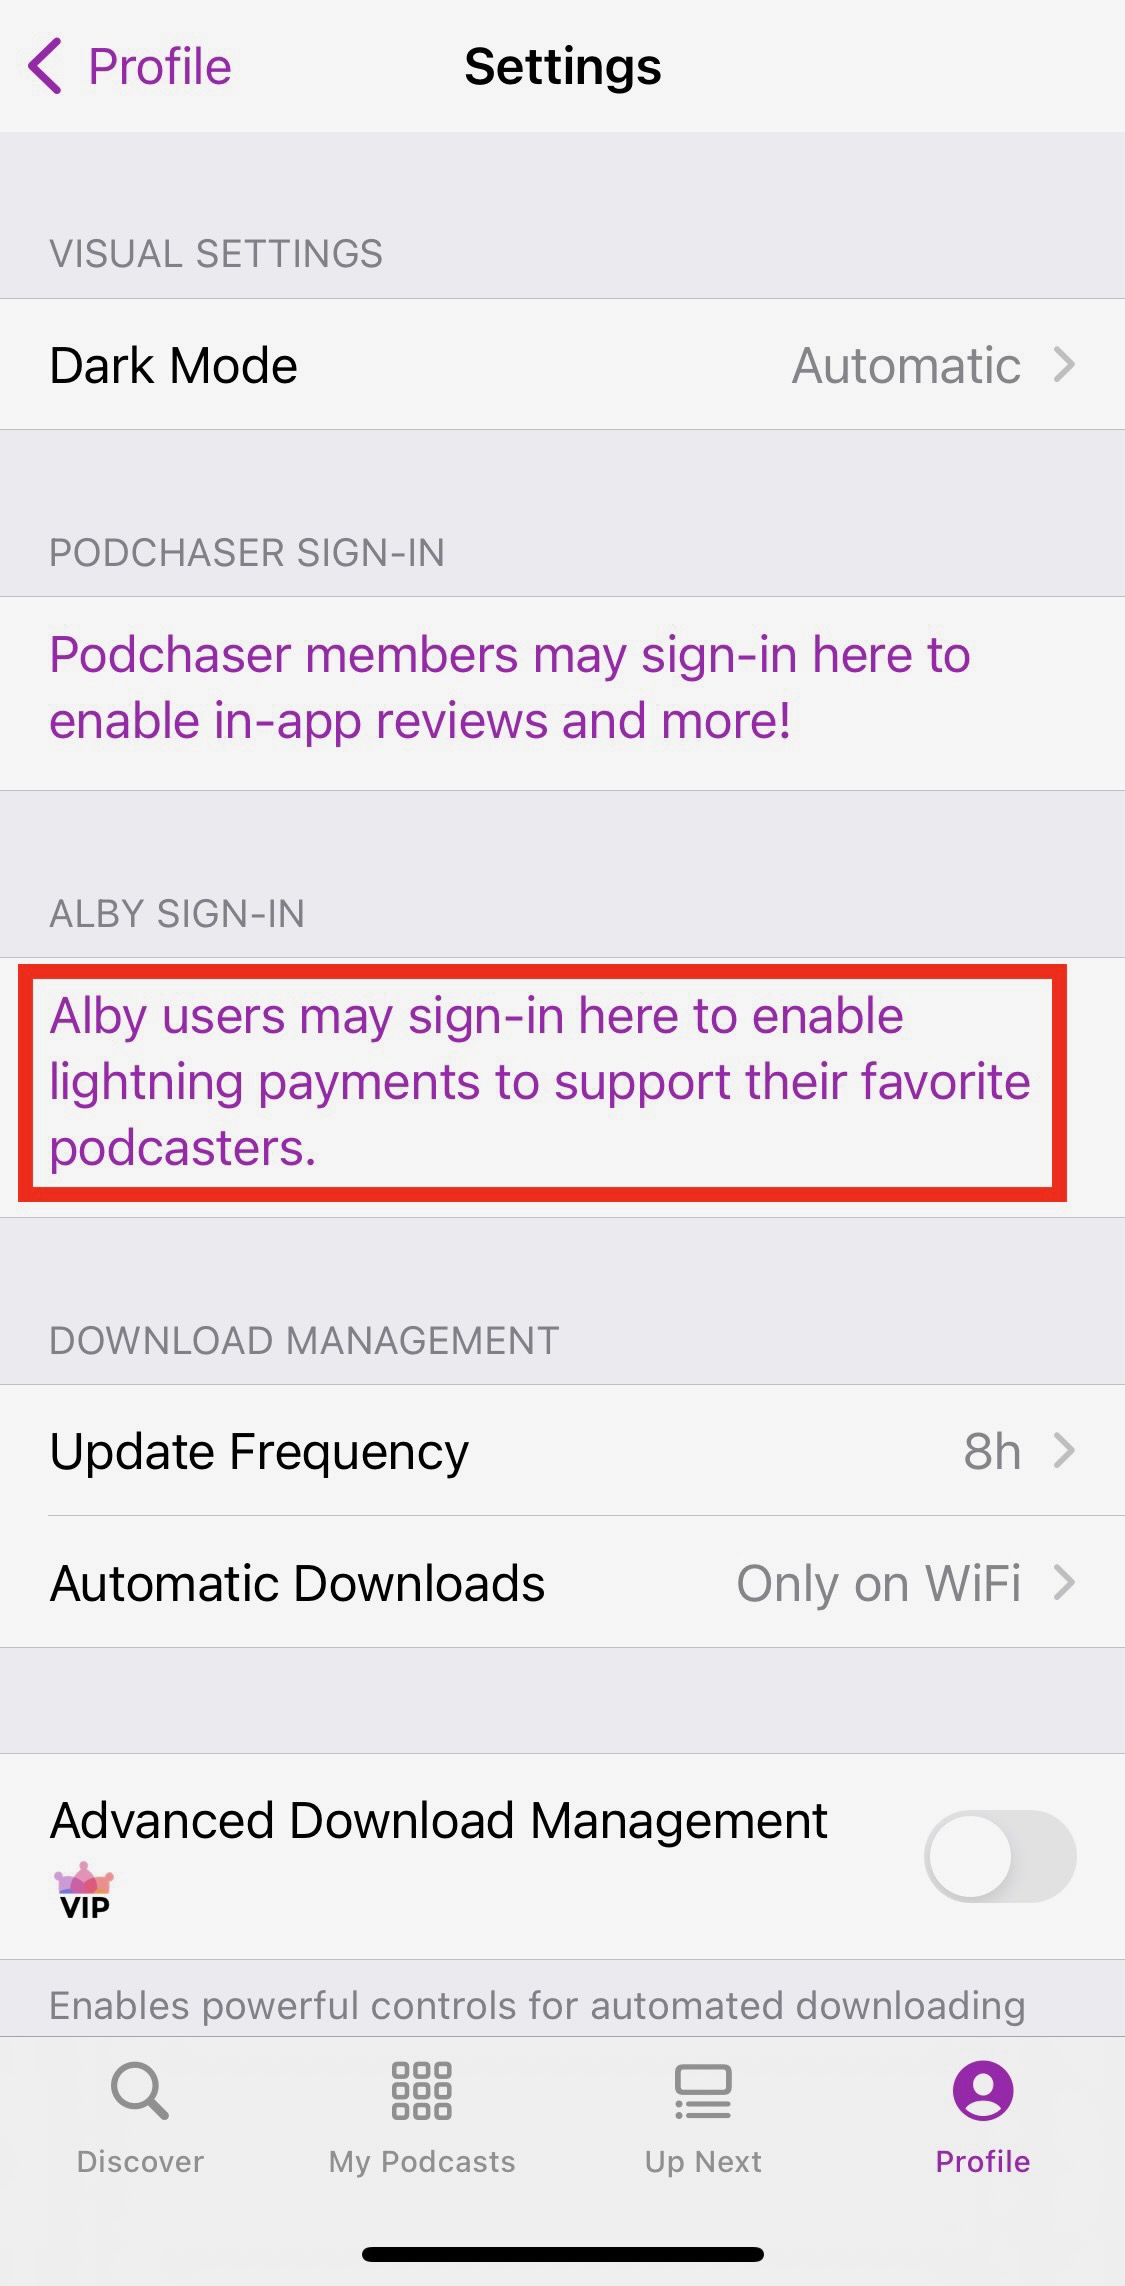 Profile
Settings
VISUAL SETTINGS
Dark Mode
Automatic
PODCHASER SIGN-IN
Podchaser members may sign-in here to
enable in-app reviews and more!
ALBY SIGN-IN
Alby users may sign-in here to enable
lightning payments to support their favorite
podcasters.
DOWNLOAD MANAGEMENT
Update Frequency
8h
Automatic Downloads
Only on WiFi
Advanced Download Management
VIP
Enables powerful controls for automated downloading
Discover
My Podcasts
Up Next
Profile